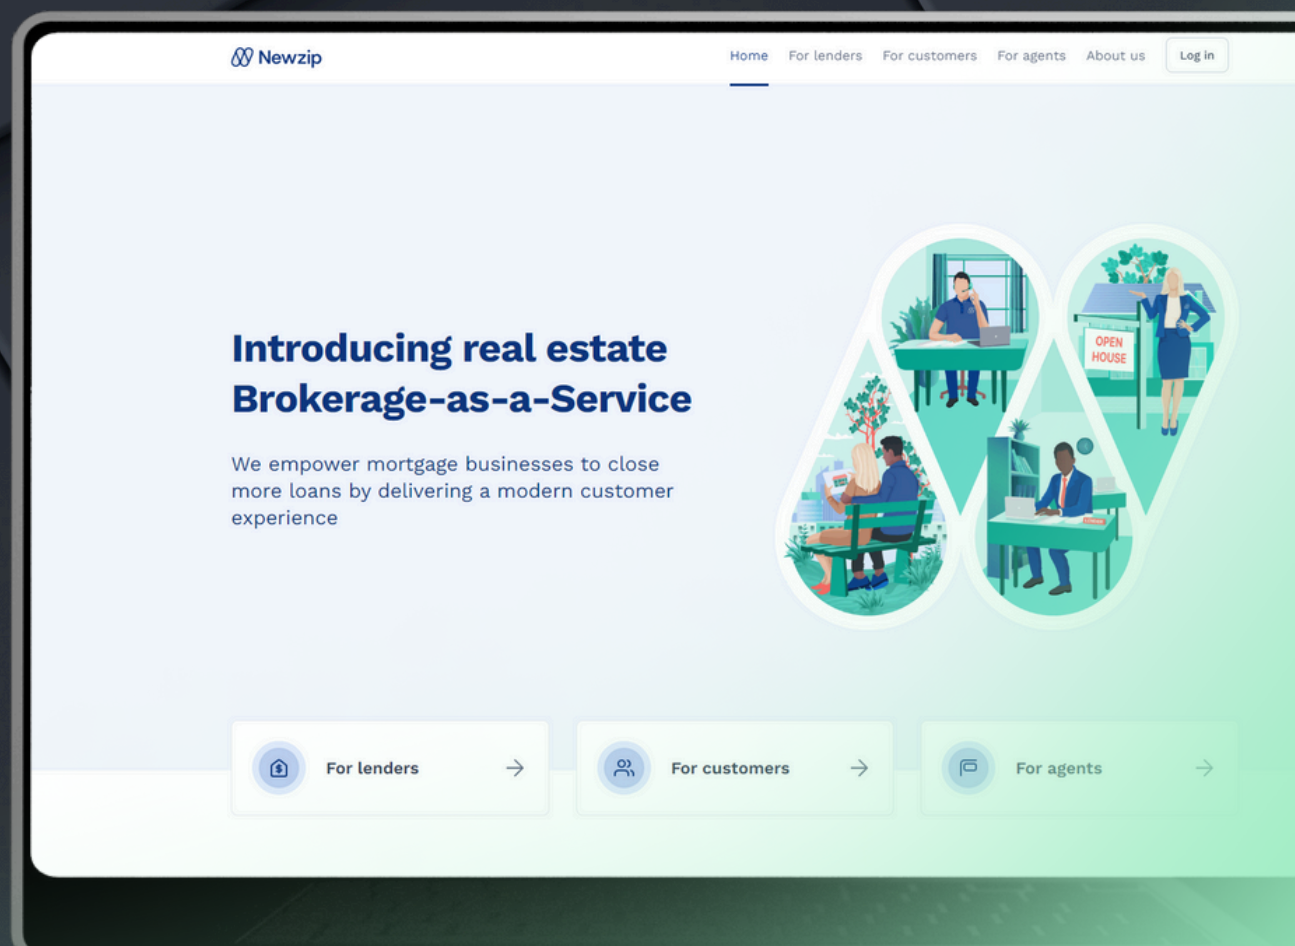 Newzip
Home For lenders For customers For agents About us Log in
Introducing real estate
Brokerage-as-a-Service
We empower mortgage businesses to close
more loans by delivering a modern customer
experience
OPEN
HOUSE
LENDER
For lenders
For customers
For agents